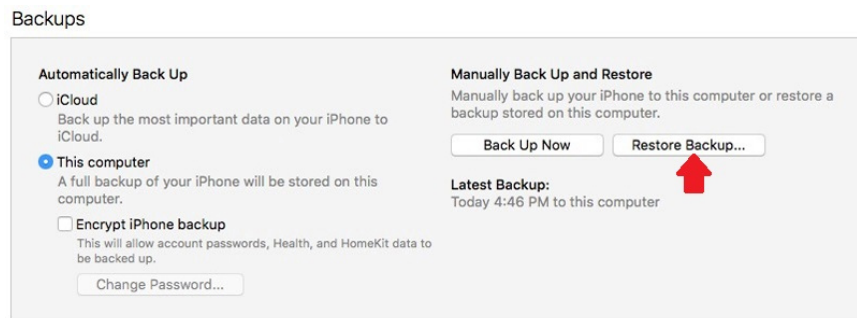 Backups
Automatically Back Up
iCloud
Back up the most important data on your iPhone to
iCloud.
This computer
A full backup of your iPhone will be stored on this
computer.
Encrypt iPhone backup
This will allow account passwords, Health, and HomeKit data to
be backed up.
Change Password...
Manually Back Up and Restore
Manually back up your iPhone to this computer or restore a
backup stored on this computer.
Back Up Now
Restore Backup...
Latest Backup:
Today 4:46 PM to this computer